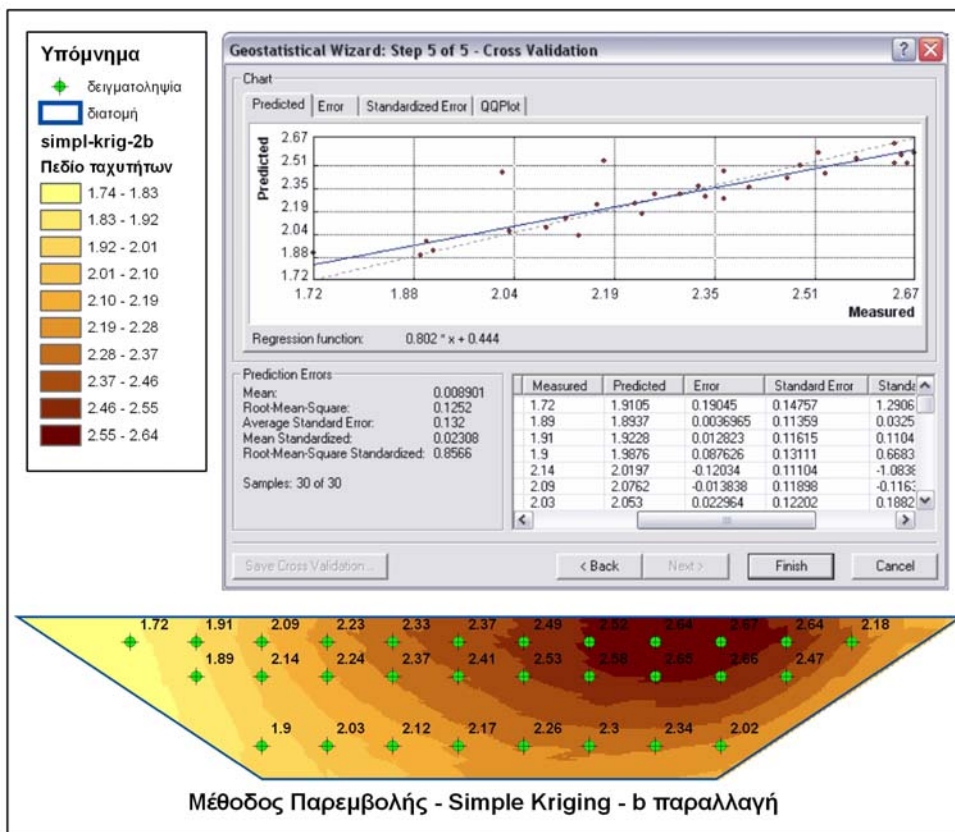 Υπόμνημα
δειγματοληψία
διατομή
simpl-krig-2b
Πεδίο ταχυτήτων
1.74 - 1.83
1.83 - 1.92
1.92 - 2.01
2.01 - 2.10
2.10 - 2.19
2.19 - 2.28
2.28 - 2.37
2.37 - 2.46
2.46 - 2.55
2.55 - 2.64
Geostatistical Wizard: Step 5 of 5 - Cross Validation
Chart
Predicted Error Standardized Error QQPlot
Predicted
2.67
2.51
2.35
2.19
2.04
1.88
1.72
1.72 1.88 2.04 2.19 2.35 2.51 2.67
Measured
Regression function: 0.802 * x + 0.444
Prediction Errors
Mean: 0.008901
Root-Mean-Square: 0.1252
Average Standard Error: 0.132
Mean Standardized: 0.02308
Root-Mean-Square Standardized: 0.8566
Samples: 30 of 30
Measured Predicted Error Standard Error Standa
1.72 1.9105 0.19045 0.14757 1.2906
1.89 1.8937 0.0036965 0.11359 0.0325
1.91 1.9228 0.012823 0.11615 0.1104
1.9 1.9876 0.087626 0.13111 0.6683
2.14 2.0197 -0.12034 0.11104 -1.0838
2.09 2.0762 -0.013838 0.11898 -0.1163
2.03 2.053 0.022964 0.12202 0.1882
Save Cross Validation... < Back Next > Finish Cancel
1.72 1.91 2.09 2.23 2.33 2.37 2.49 2.52 2.64 2.67 2.64 2.18
1.89 2.14 2.24 2.37 2.41 2.53 2.58 2.65 2.66 2.47
1.9 2.03 2.12 2.17 2.26 2.3 2.34 2.02
Μέθοδος Παρεμβολής - Simple Kriging - b παραλλαγή